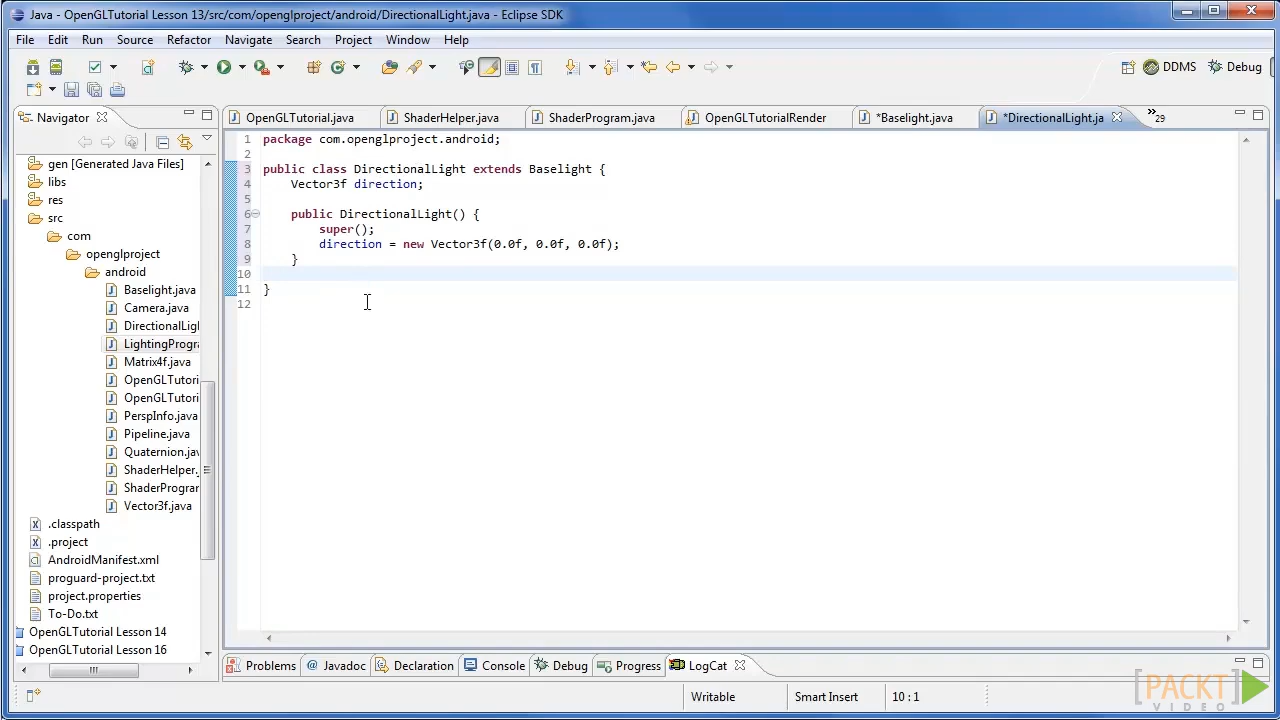 Java - OpenGLTutorial Lesson 13/src/com/openglproject/android/DirectionalLight.java - Eclipse SDK
File Edit Run Source Refactor Navigate Search Project Window Help
DDMS Debug
Navigator
OpenGLTutorial.java ShaderHelper.java ShaderProgram.java OpenGLTutorialRender *Baselight.java *DirectionalLight.ja »29
gen [Generated Java Files]
libs
res
src
com
openglproject
android
Baselight.java
Camera.java
DirectionalLigl
LightingProgra
Matrix4f.java
OpenGLTutori
OpenGLTutori
PerspInfo.java
Pipeline.java
Quaternion.jav
ShaderHelper.j
ShaderProgran
Vector3f.java
.classpath
.project
AndroidManifest.xml
proguard-project.txt
project.properties
To-Do.txt
OpenGLTutorial Lesson 14
OpenGLTutorial Lesson 16
1 package com.openglproject.android;
2
3 public class DirectionalLight extends Baselight {
4 Vector3f direction;
5
6 public DirectionalLight() {
7 super();
8 direction = new Vector3f(0.0f, 0.0f, 0.0f);
9 }
10
11 }
12
Problems @ Javadoc Declaration Console Debug Progress LogCat
Writable Smart Insert 10 : 1
[PACKT]
VIDEO